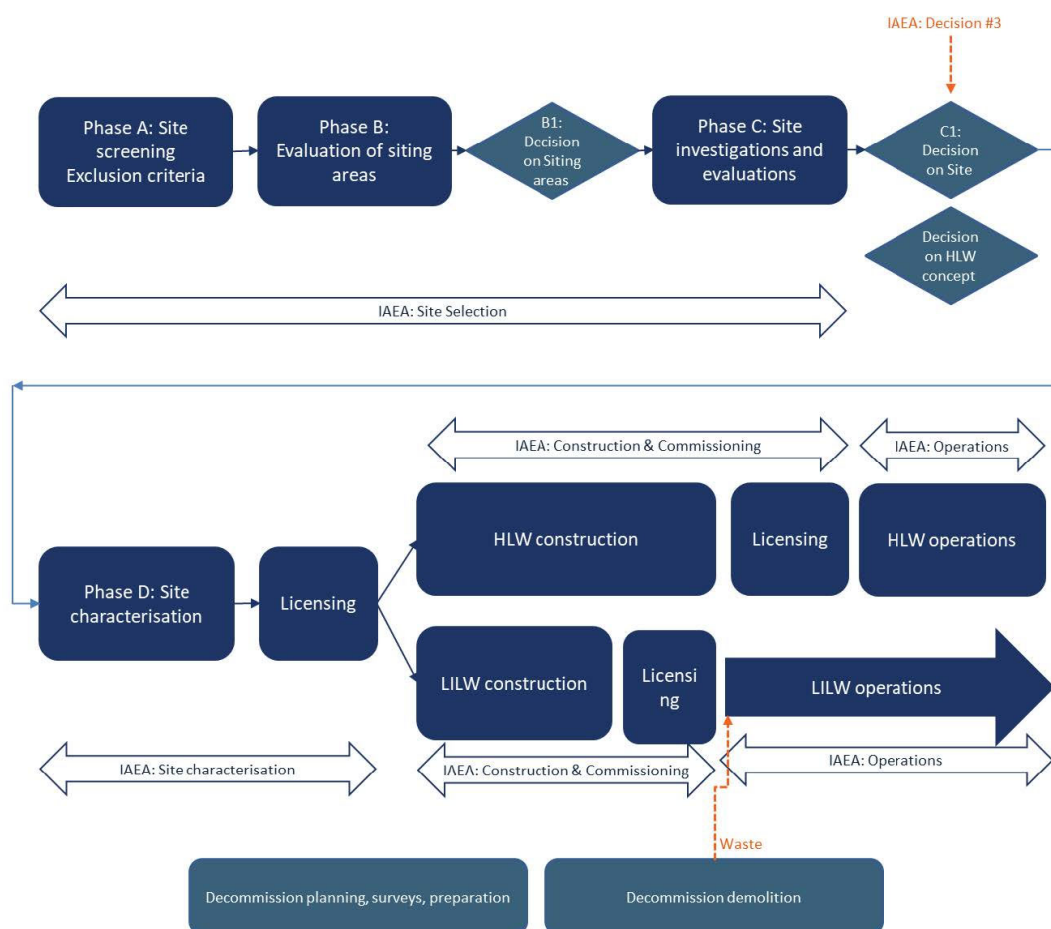 IAEA: Decision #3
Phase A: Site
screening
Exclusion criteria
Phase B:
Evaluation of siting
areas
B1:
Decision
on Siting
areas
Phase C: Site
investigations and
evaluations
C1:
Decision
on Site
Decision
on HLW
concept
IAEA: Site Selection
IAEA: Construction & Commissioning
IAEA: Operations
HLW construction
Licensing
HLW operations
Phase D: Site
characterisation
Licensing
LILW construction
Licensi
ng
LILW operations
IAEA: Site characterisation
IAEA: Construction & Commissioning
IAEA: Operations
Waste
Decommission planning, surveys, preparation
Decommission demolition